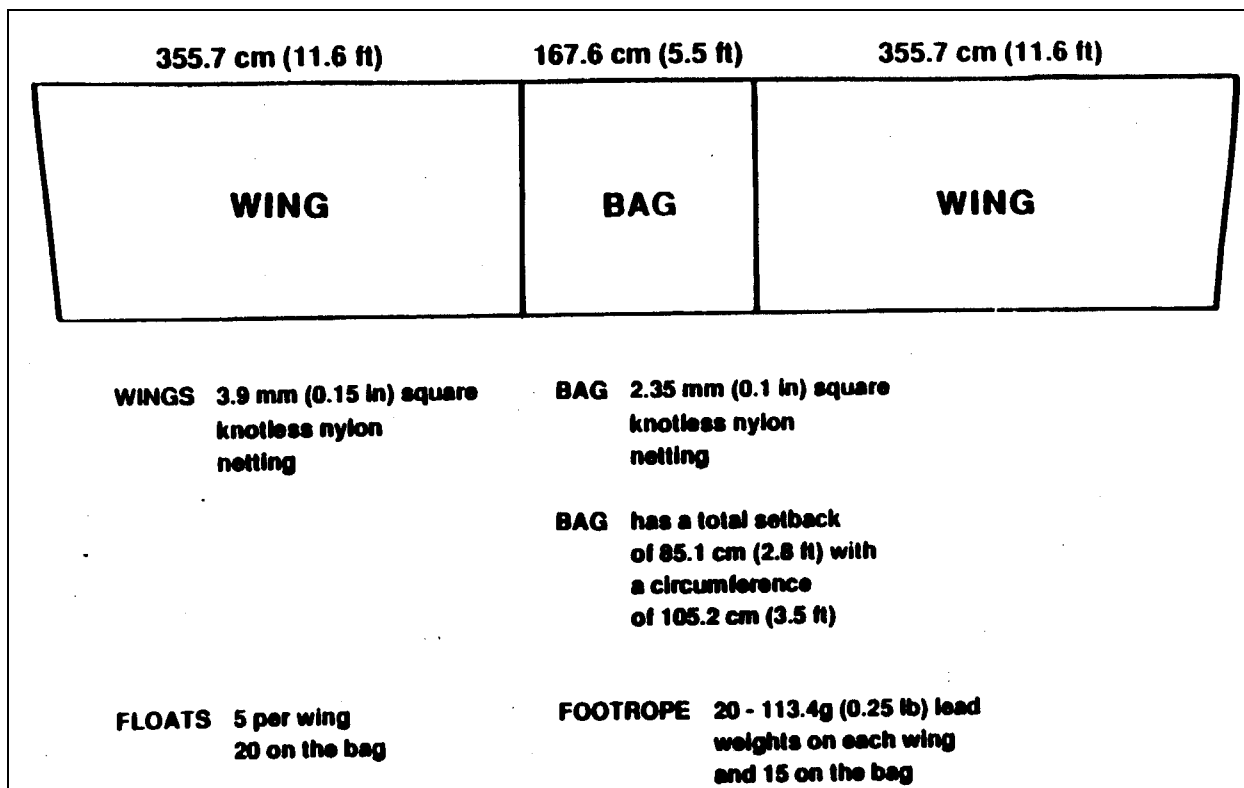 355.7 cm (11.6 ft) 167.6 cm (5.5 ft) 355.7 cm (11.6 ft)
WING BAG WING
WINGS 3.9 mm (0.15 in) square
knotless nylon
netting
BAG 2.35 mm (0.1 in) square
knotless nylon
netting
BAG has a total setback
of 85.1 cm (2.8 ft) with
a circumference
of 105.2 cm (3.5 ft)
FLOATS 5 per wing
20 on the bag
FOOTROPE 20 - 113.4g (0.25 lb) lead
weights on each wing
and 15 on the bag